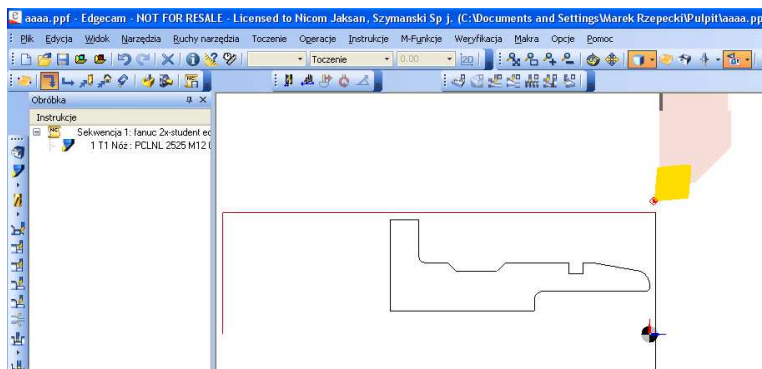 aaaa.ppf - Edgecam - NOT FOR RESALE - Licensed to Nicom Jaksan, Szymanski Sp j. (C:\Documents and Settings\Marek Rzepecki\Pulpit\aaaa.pp
Plik Edycja Widok Narzędzia Ruchy narzędzia Toczenie Operacje Instrukcje M-Funkcje Weryfikacja Makra Opcje Pomoc
Toczenie 0.00 20
Obróbka
Instrukcje
Sekwencja 1: fanuc 2x-student ed
1 T1 Nóż : PCLNL 2525 M12 (